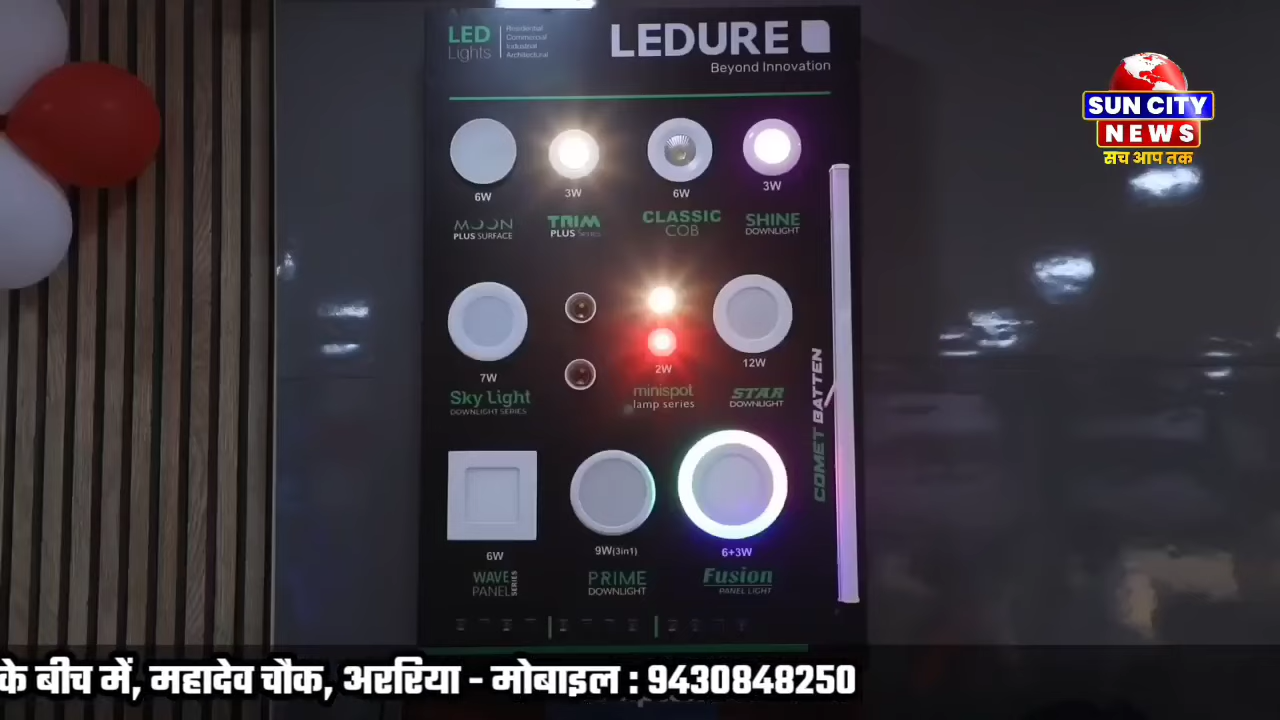 LED
Lights
Residential
Commercial
Industrial
Architectural
LEDURE
Beyond Innovation
SUN CITY
NEWS
सच आप तक
6W
3W
6W
3W
MOON
PLUS SURFACE
TRIM
PLUS Series
CLASSIC
COB
SHINE
DOWNLIGHT
7W
2W
12W
Sky Light
DOWNLIGHT SERIES
minispot
lamp series
STAR
DOWNLIGHT
COMET BATTEN
6W
9W(3in1)
6+3W
WAVE
PANEL
SERIES
PRIME
DOWNLIGHT
Fusion
PANEL LIGHT
के बीच में, महादेव चौक, अररिया - मोबाइल : 9430848250